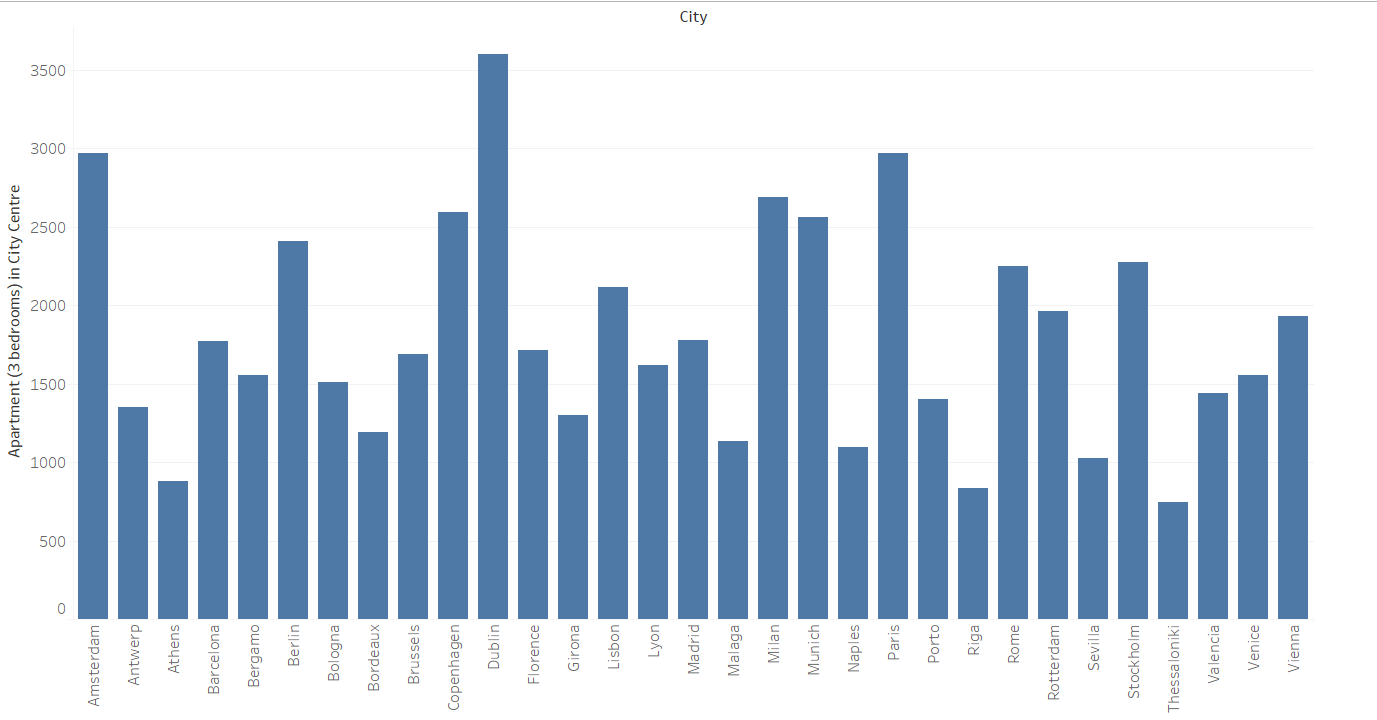 City
Apartment (3 bedrooms) in City Centre
3500
3000
2500
2000
1500
1000
500
0
Amsterdam
Antwerp
Athens
Barcelona
Bergamo
Berlin
Bologna
Bordeaux
Brussels
Copenhagen
Dublin
Florence
Girona
Lisbon
Lyon
Madrid
Malaga
Milan
Munich
Naples
Paris
Porto
Riga
Rome
Rotterdam
Sevilla
Stockholm
Thessaloniki
Valencia
Venice
Vienna